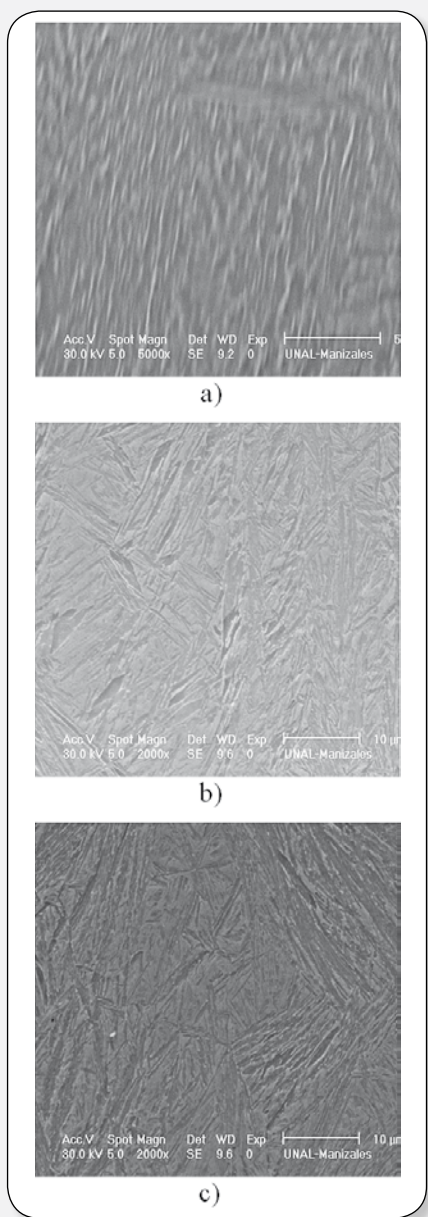 Acc.V Spot Magn Det WD Exp 5
30.0 kV 5.0 5000x SE 9.2 0 UNAL-Manizales
a)
Acc.V Spot Magn Det WD Exp 10 µm
30.0 kV 5.0 2000x SE 9.6 0 UNAL-Manizales
b)
Acc.V Spot Magn Det WD Exp 10 µm
30.0 kV 5.0 2000x SE 9.6 0 UNAL-Manizales
c)